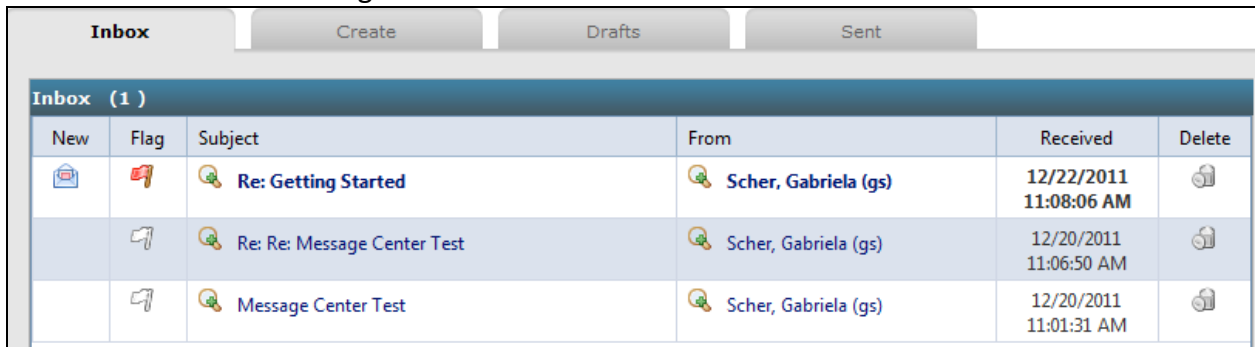 Inbox Create Drafts Sent
Inbox (1 )
New Flag Subject From Received Delete
Re: Getting Started Scher, Gabriela (gs) 12/22/2011
11:08:06 AM
Re: Re: Message Center Test Scher, Gabriela (gs) 12/20/2011
11:06:50 AM
Message Center Test Scher, Gabriela (gs) 12/20/2011
11:01:31 AM